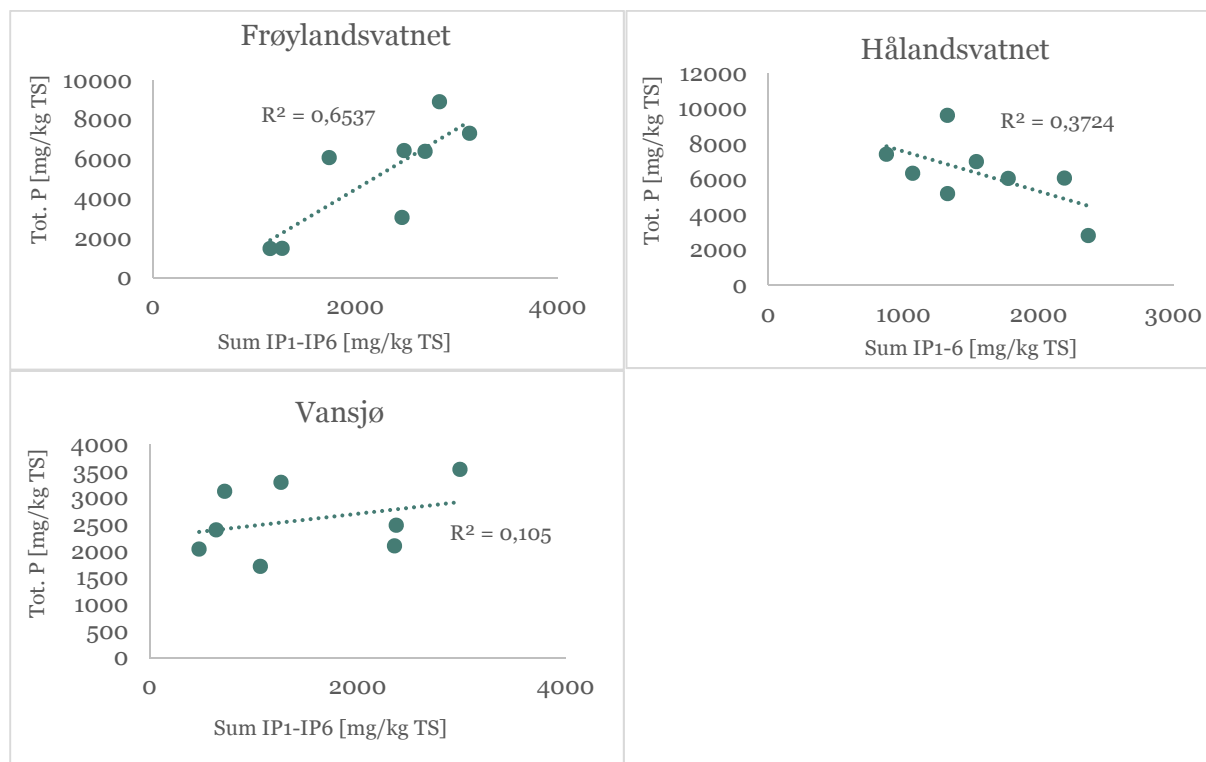 Frøylandsvatnet
Tot. P [mg/kg TS]
10000
8000
6000
4000
2000
0
R² = 0,6537
0 2000 4000
Sum IP1-IP6 [mg/kg TS]
Hålandsvatnet
Tot. P [mg/kg TS]
12000
10000
8000
6000
4000
2000
0
R² = 0,3724
0 1000 2000 3000
Sum IP1-6 [mg/kg TS]
Vansjø
Tot. P [mg/kg TS]
4000
3500
3000
2500
2000
1500
1000
500
0
R² = 0,105
0 2000 4000
Sum IP1-IP6 [mg/kg TS]